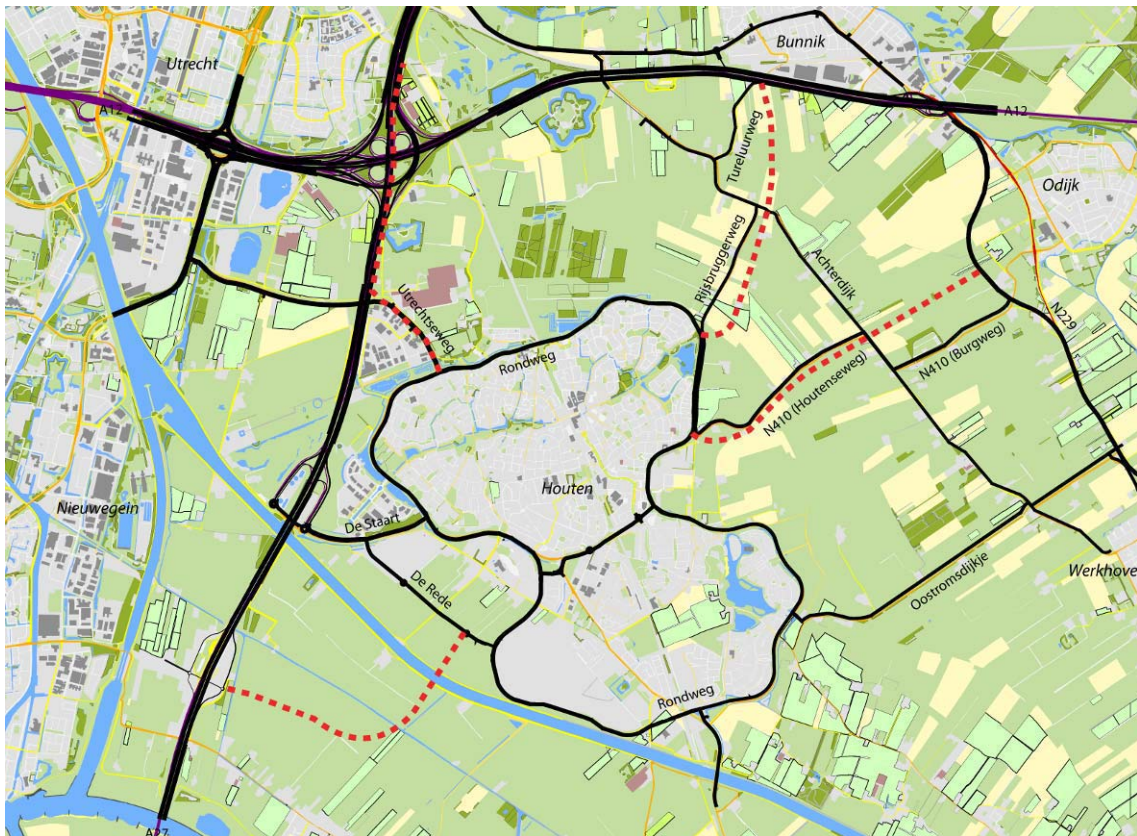 Bunnik
Utrecht
A12
A12
Tureluurweg
Odijk
Rijsbruggerweg
Achterdijk
Utrechtseweg
N229
Rondweg
N410 (Burgweg)
N410 (Houtenseweg)
Houten
Nieuwegein
De Staart
De Rede
Oostromsdijkje
Werkhove
Rondweg
A27